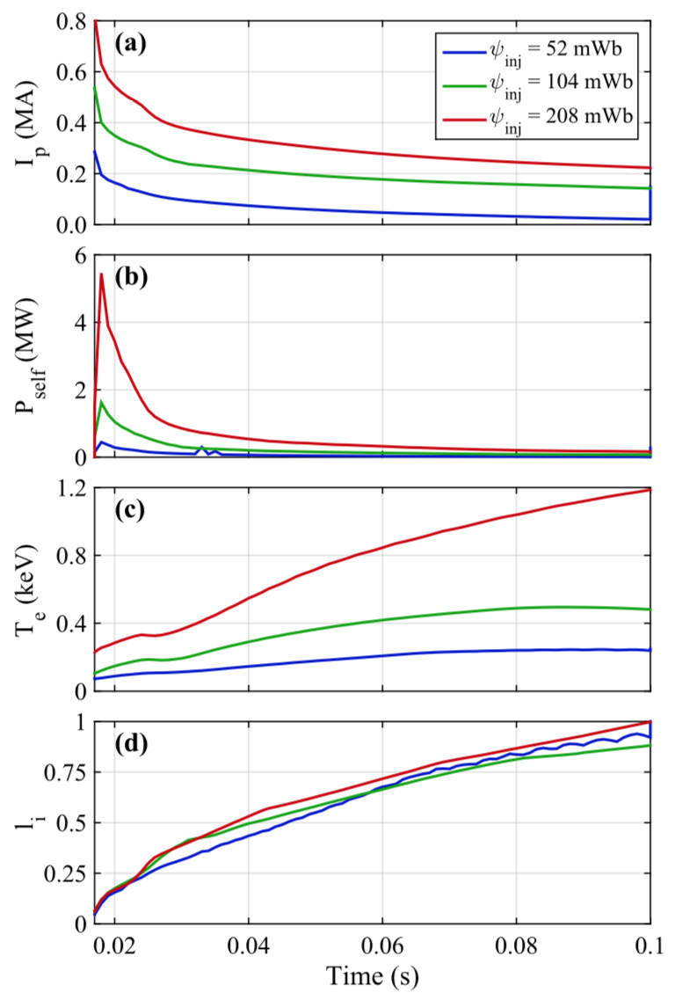 (a)
ψinj = 52 mWb
ψinj = 104 mWb
ψinj = 208 mWb
Ip (MA)
0.8
0.6
0.4
0.2
0.0
(b)
Pself (MW)
6
4
2
0
(c)
Te (keV)
1.2
0.8
0.4
0
(d)
li
1
0.75
0.5
0.25
0
0.02 0.04 0.06 0.08 0.1
Time (s)